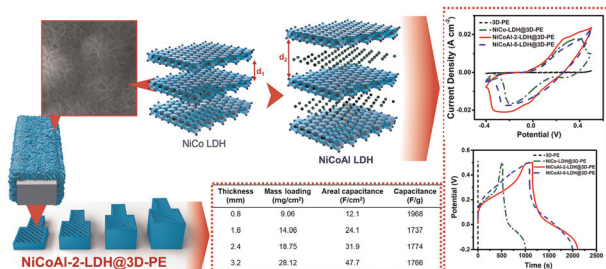 d₁
d₂
NiCo LDH
NiCoAl LDH
NiCoAl-2-LDH@3D-PE
Thickness (mm) Mass loading (mg/cm²) Areal capacitance (F/cm²) Capacitance (F/g)
0.8 9.06 12.1 1968
1.6 14.06 24.1 1737
2.4 18.75 31.9 1774
3.2 28.12 47.7 1766
3D-PE
NiCo-LDH@3D-PE
NiCoAl-2-LDH@3D-PE
NiCoAl-5-LDH@3D-PE
Current Density (A cm⁻²)
0.02
0.00
-0.02
-0.4 0.0 0.4
Potential (V)
3D-PE
NiCo-LDH@3D-PE
NiCoAl-2-LDH@3D-PE
NiCoAl-5-LDH@3D-PE
Potential (V)
0.6
0.3
0.0
-0.3
0 500 1000 1500 2000 2500
Time (s)